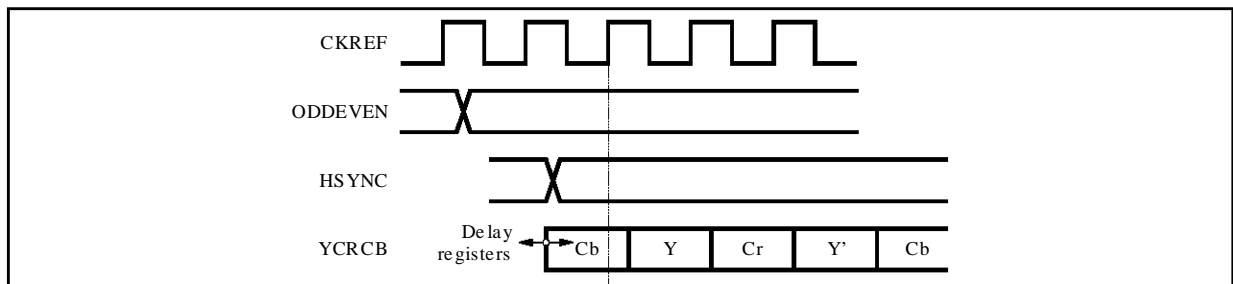 CKREF
ODDEVEN
HSYNC
YCRCB
Delay
registers
Cb Y Cr Y’ Cb